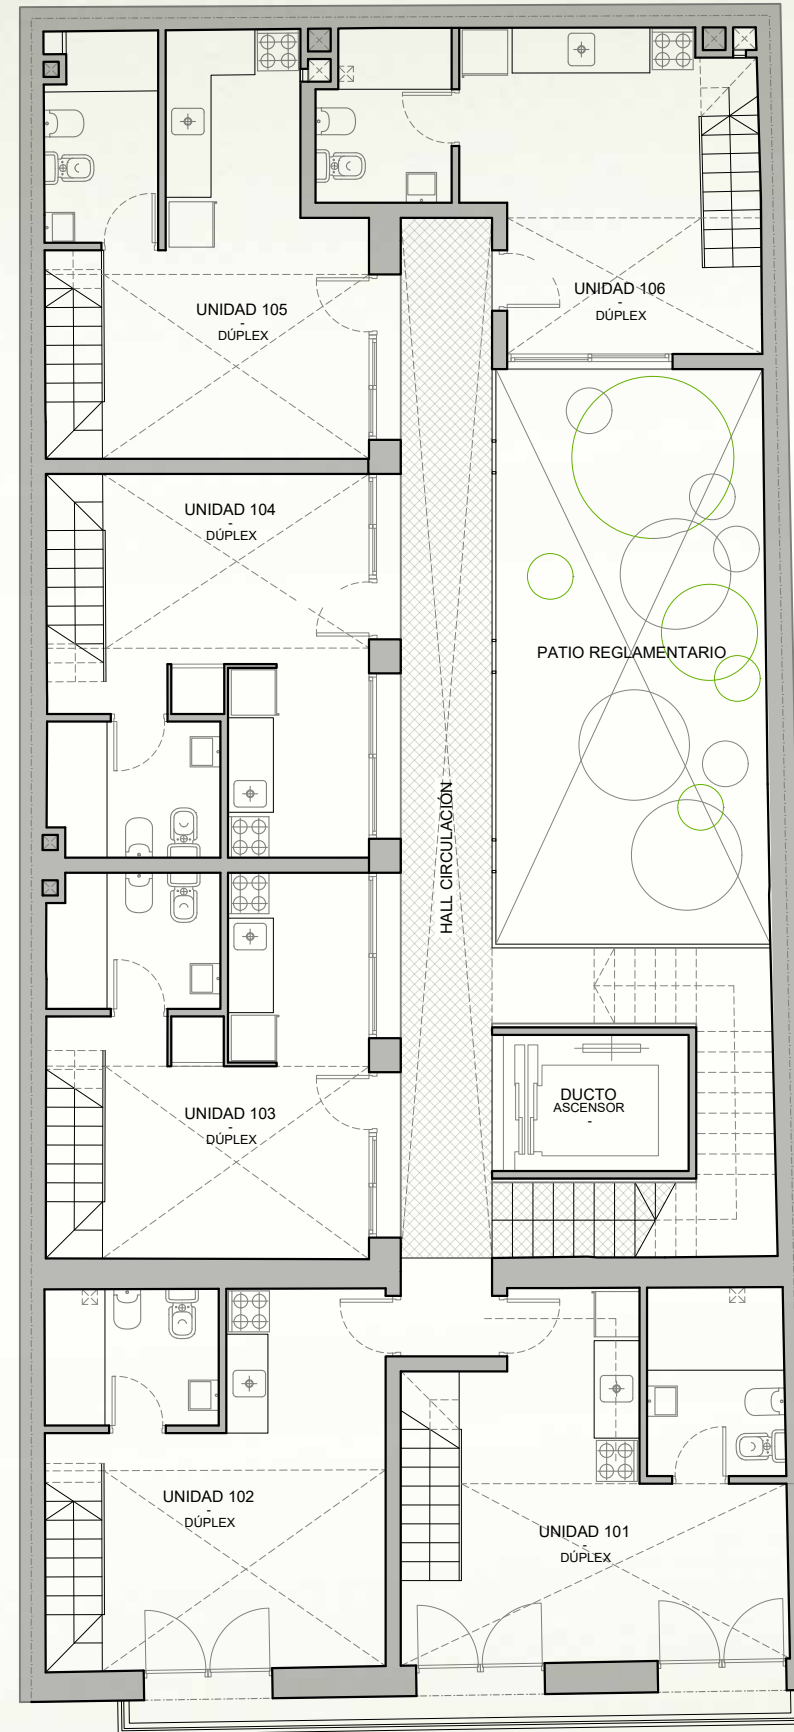 UNIDAD 105
-
DÚPLEX
UNIDAD 106
-
DÚPLEX
UNIDAD 104
-
DÚPLEX
PATIO REGLAMENTARIO
HALL CIRCULACIÓN
UNIDAD 103
-
DÚPLEX
DUCTO
ASCENSOR
-
UNIDAD 102
-
DÚPLEX
UNIDAD 101
-
DÚPLEX